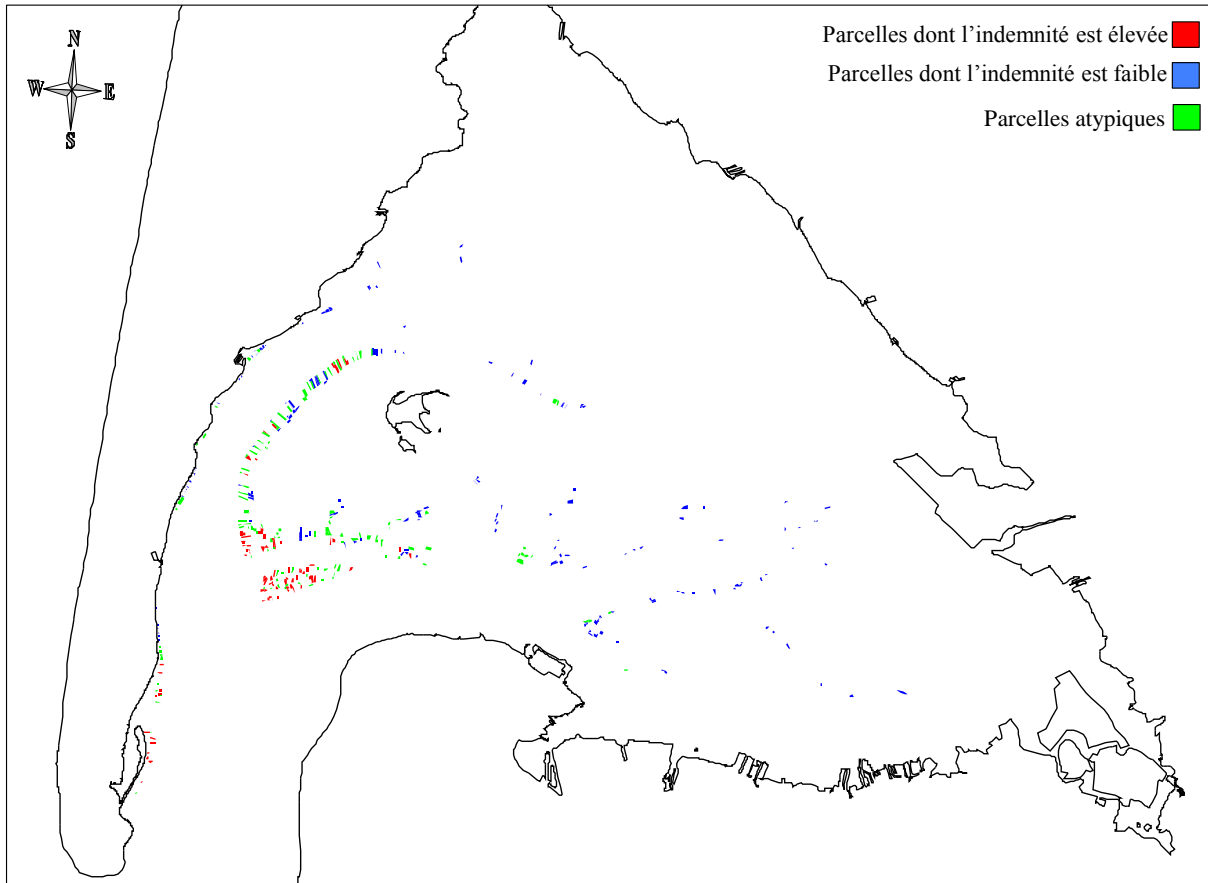 N
W E
S
Parcelles dont l'indemnité est élevée
Parcelles dont l'indemnité est faible
Parcelles atypiques